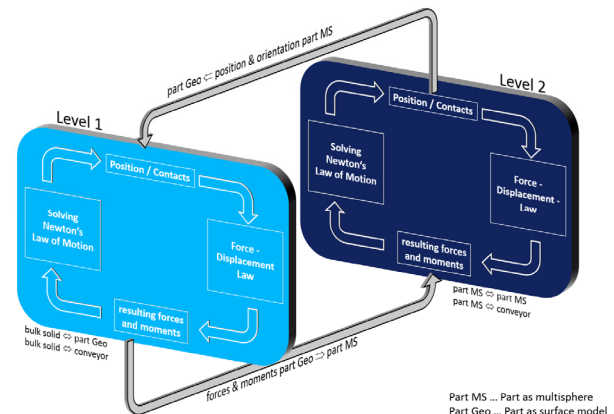 part Geo ⇐ position & orientation part MS
Level 1
Position / Contacts
Solving
Newton's
Law of Motion
Force -
Displacement
Law
resulting forces
and moments
bulk solid ⇔ part Geo
bulk solid ⇔ conveyor
Level 2
Position / Contacts
Solving
Newton's
Law of Motion
Force -
Displacement -
Law
resulting forces
and moments
part MS ⇔ part MS
part MS ⇔ conveyor
forces & moments part Geo ⇒ part MS
Part MS ... Part as multisphere
Part Geo ... Part as surface model